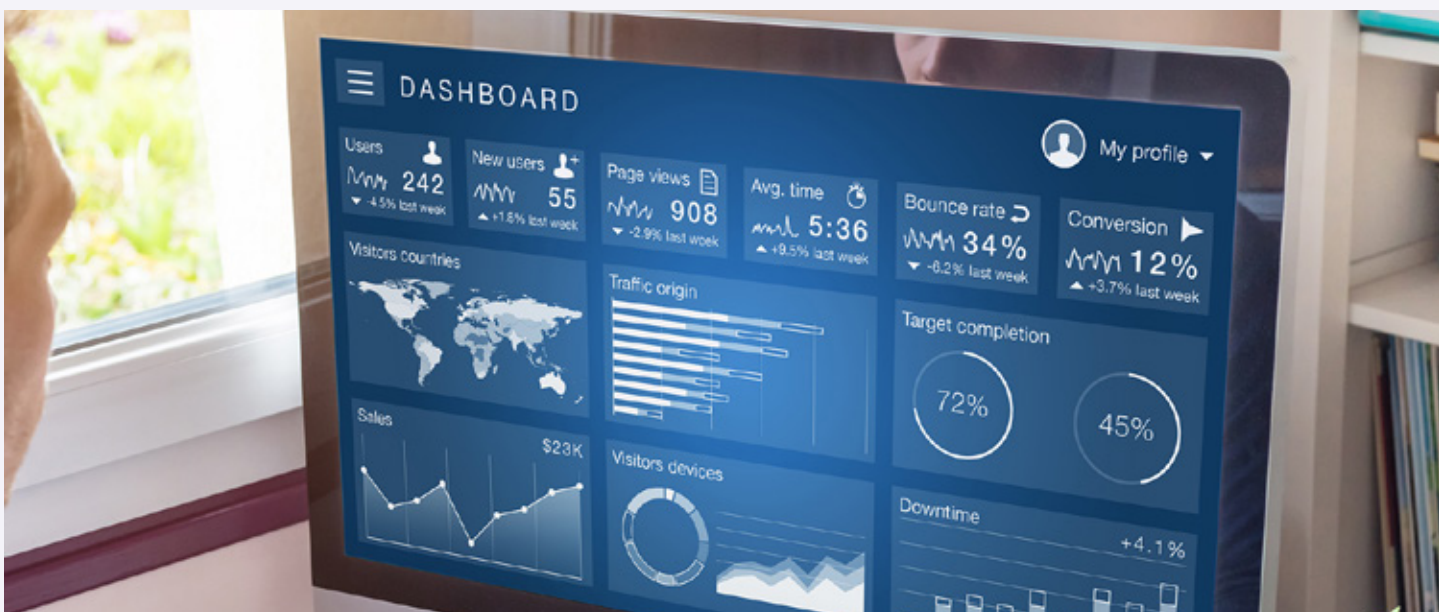 DASHBOARD
My profile
Users
242
-4.5% last week
New users
55
+1.8% last week
Page views
908
-2.9% last week
Avg. time
5:36
+9.5% last week
Bounce rate
34%
-6.2% last week
Conversion
12%
+3.7% last week
Visitors countries
Traffic origin
Target completion
72%
45%
Sales
$23K
Visitors devices
Downtime
+4.1%